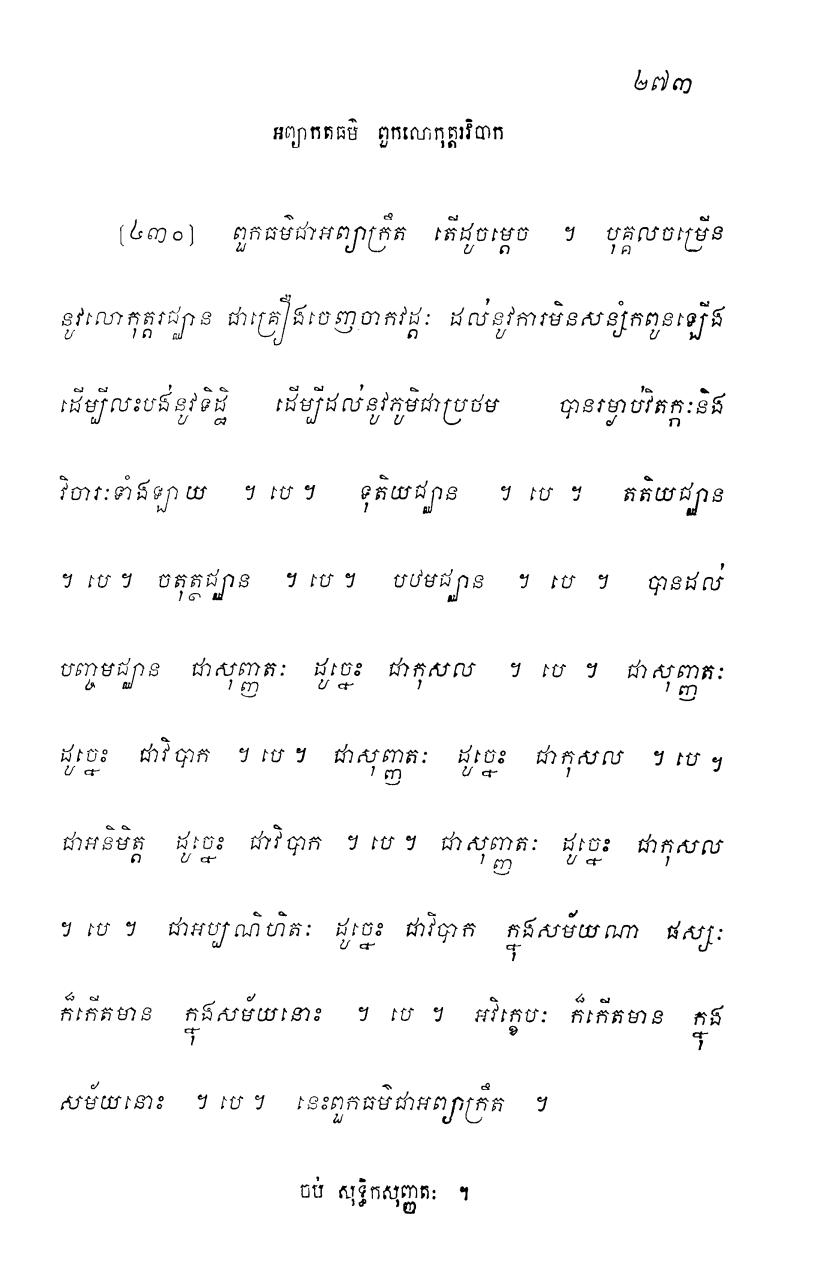 ២៧៣
អព្យាកតធម៌ ពួកលោកុត្តរវិបាក
(៤៣០) ពួកធម៌ជាអព្យាក្រឹត តើដូចម្តេច ។ បុគ្គលចម្រើន
នូវលោកុត្តរជ្ឈាន ជាគ្រឿងចេញចាកវដ្តៈ ដល់នូវការមិនសន្សំកពូនឡើង
ដើម្បីលះបង់នូវទិដ្ឋិ ដើម្បីដល់នូវភូមិជាប្រថម បានរម្ងាប់វិតក្កៈនិង
វិចារៈទាំងឡាយ ។ បេ ។ ទុតិយជ្ឈាន ។ បេ ។ តតិយជ្ឈាន
។ បេ ។ ចតុត្ថជ្ឈាន ។ បេ ។ បឋមជ្ឈាន ។ បេ ។ បានដល់
បញ្ចមជ្ឈាន ជាសុញ្ញតៈ ដូច្នេះ ជាកុសល ។ បេ ។ ជាសុញ្ញតៈ
ដូច្នេះ ជាវិបាក ។ បេ ។ ជាសុញ្ញតៈ ដូច្នេះ ជាកុសល ។ បេ ។
ជាអនិមិត្ត ដូច្នេះ ជាវិបាក ។ បេ ។ ជាសុញ្ញតៈ ដូច្នេះ ជាកុសល
។ បេ ។ ជាអប្បណិហិតៈ ដូច្នេះ ជាវិបាក ក្នុងសម័យណា ផស្សៈ
ក៏កើតមាន ក្នុងសម័យនោះ ។ បេ ។ អវិក្ខេបៈ ក៏កើតមាន ក្នុង
សម័យនោះ ។ បេ ។ នេះពួកធម៌ជាអព្យាក្រឹត ។
ចប់ សុទ្ធិកសុញ្ញតៈ ។